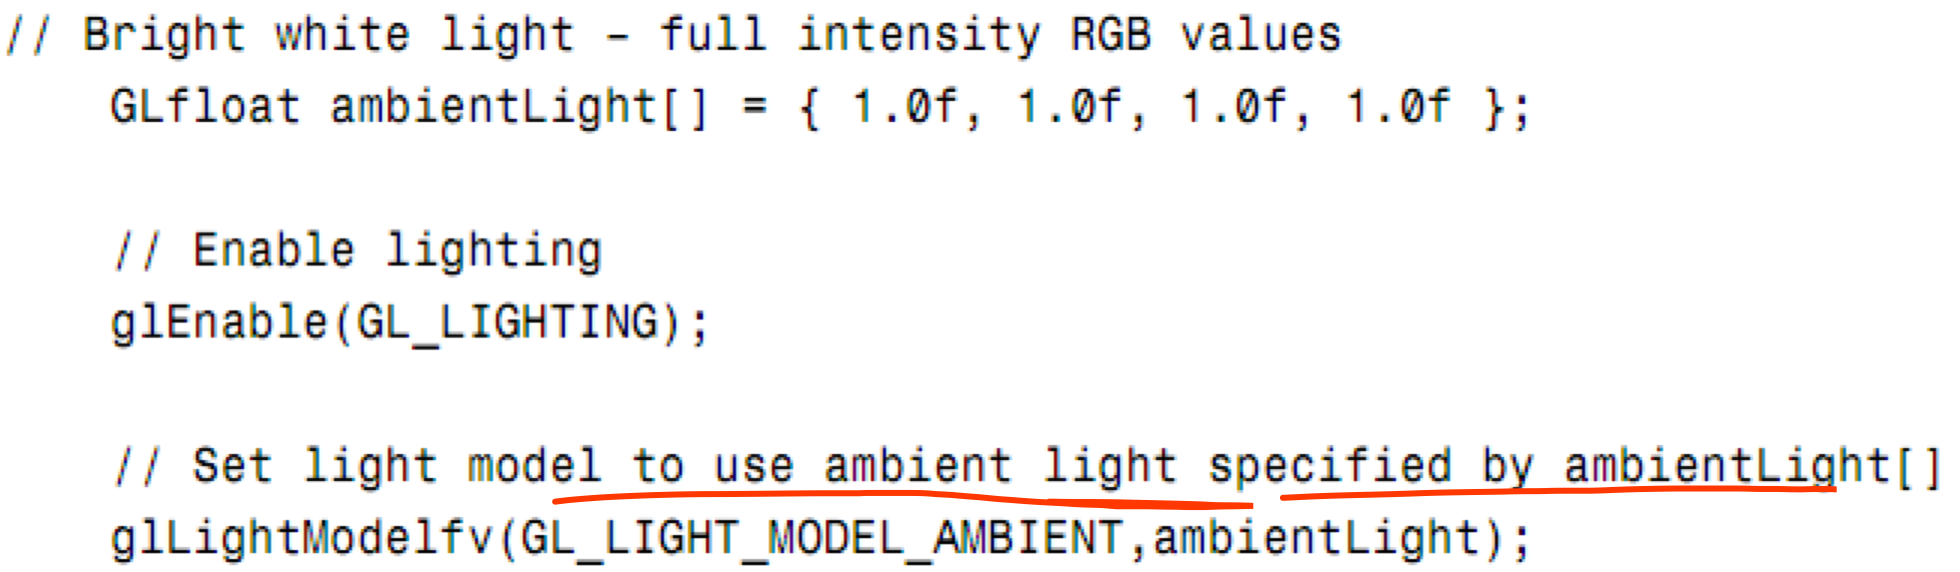 // Bright white light – full intensity RGB values
GLfloat ambientLight[] = { 1.0f, 1.0f, 1.0f, 1.0f };
// Enable lighting
glEnable(GL_LIGHTING);
// Set light model to use ambient light specified by ambientLight[]
glLightModelfv(GL_LIGHT_MODEL_AMBIENT,ambientLight);